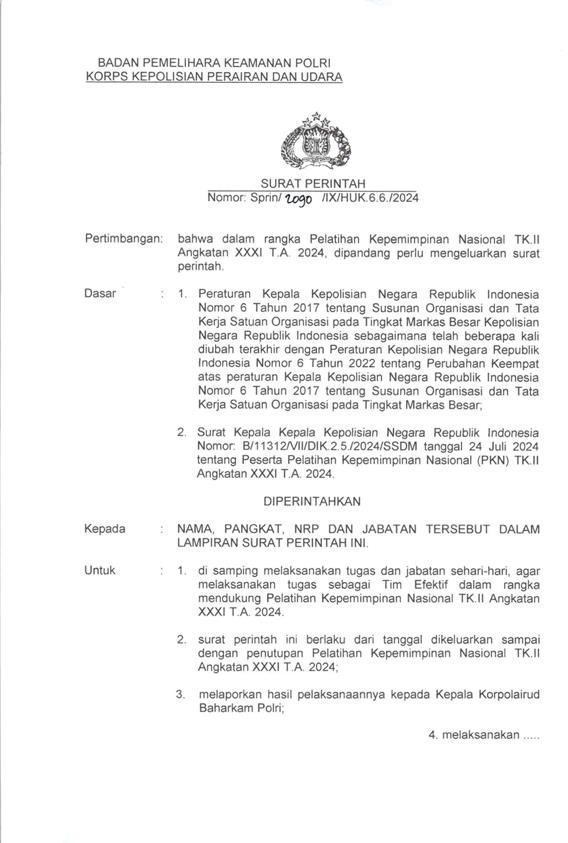 BADAN PEMELIHARA KEAMANAN POLRI
KORPS KEPOLISIAN PERAIRAN DAN UDARA
SURAT PERINTAH
Nomor: Sprin/ 2090 /IX/HUK.6.6./2024
Pertimbangan: bahwa dalam rangka Pelatihan Kepemimpinan Nasional TK.II
Angkatan XXXI T.A. 2024, dipandang perlu mengeluarkan surat
perintah.
Dasar : 1. Peraturan Kepala Kepolisian Negara Republik Indonesia
Nomor 6 Tahun 2017 tentang Susunan Organisasi dan Tata
Kerja Satuan Organisasi pada Tingkat Markas Besar Kepolisian
Negara Republik Indonesia sebagaimana telah beberapa kali
diubah terakhir dengan Peraturan Kepolisian Negara Republik
Indonesia Nomor 6 Tahun 2022 tentang Perubahan Keempat
atas peraturan Kepala Kepolisian Negara Republik Indonesia
Nomor 6 Tahun 2017 tentang Susunan Organisasi dan Tata
Kerja Satuan Organisasi pada Tingkat Markas Besar;
2. Surat Kepala Kepala Kepolisian Negara Republik Indonesia
Nomor: B/11312/VII/DIK.2.5./2024/SSDM tanggal 24 Juli 2024
tentang Peserta Pelatihan Kepemimpinan Nasional (PKN) TK.II
Angkatan XXXI T.A. 2024.
DIPERINTAHKAN
Kepada : NAMA, PANGKAT, NRP DAN JABATAN TERSEBUT DALAM
LAMPIRAN SURAT PERINTAH INI.
Untuk : 1. di samping melaksanakan tugas dan jabatan sehari-hari, agar
melaksanakan tugas sebagai Tim Efektif dalam rangka
mendukung Pelatihan Kepemimpinan Nasional TK.II Angkatan
XXXI T.A. 2024.
2. surat perintah ini berlaku dari tanggal dikeluarkan sampai
dengan penutupan Pelatihan Kepemimpinan Nasional TK.II
Angkatan XXXI T.A. 2024;
3. melaporkan hasil pelaksanaannya kepada Kepala Korpolairud
Baharkam Polri;
4. melaksanakan .....